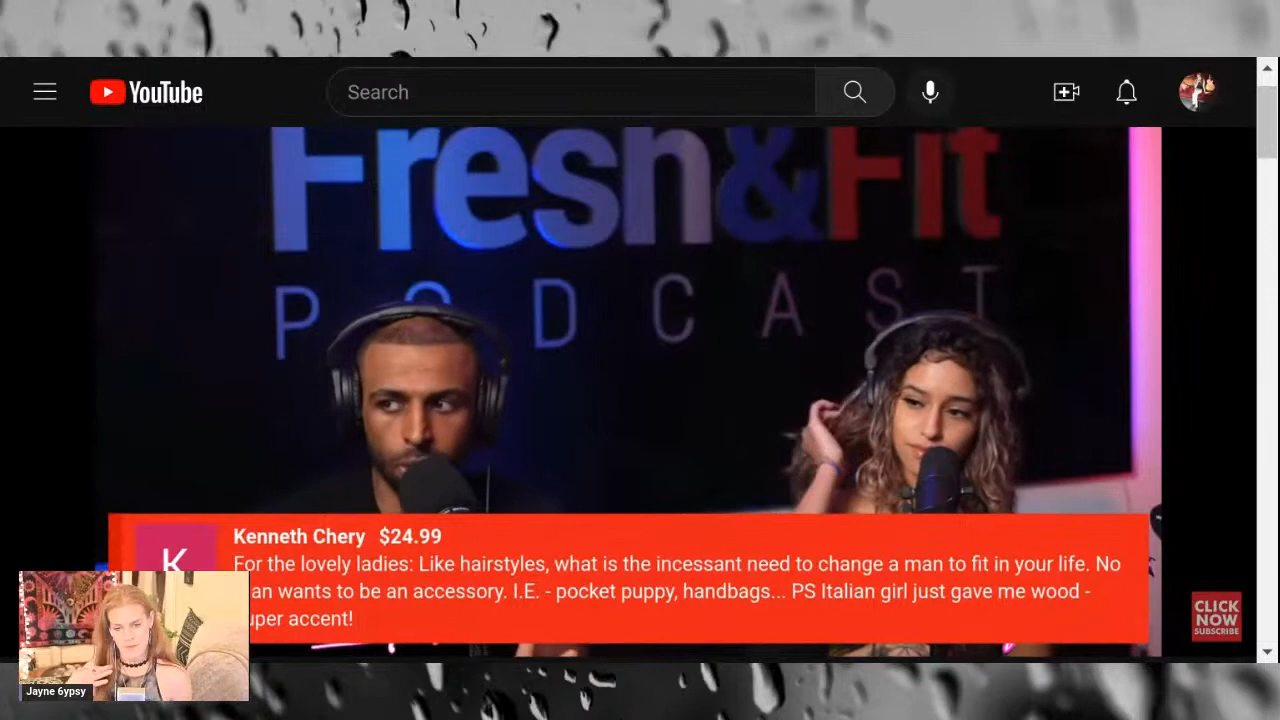 YouTube
Search
Fresh&Fit
PODCAST
K
Kenneth Chery $24.99
For the lovely ladies: Like hairstyles, what is the incessant need to change a man to fit in your life. No
an wants to be an accessory. I.E. - pocket puppy, handbags... PS Italian girl just gave me wood -
uper accent!
CLICK
NOW
SUBSCRIBE
Jayne 6ypsy